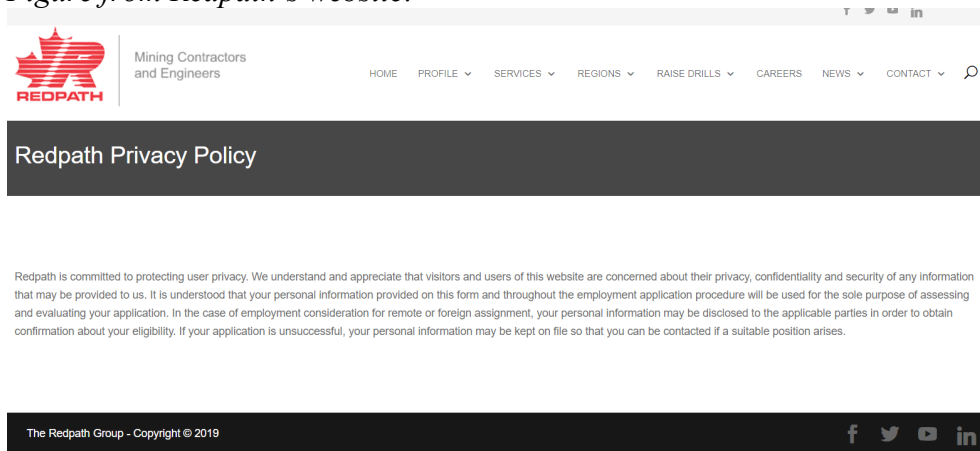 Figure from Redpath's website.
Mining Contractors
and Engineers
REDPATH
HOME PROFILE SERVICES REGIONS RAISE DRILLS CAREERS NEWS CONTACT
Redpath Privacy Policy
Redpath is committed to protecting user privacy. We understand and appreciate that visitors and users of this website are concerned about their privacy, confidentiality and security of any information
that may be provided to us. It is understood that your personal information provided on this form and throughout the employment application procedure will be used for the sole purpose of assessing
and evaluating your application. In the case of employment consideration for remote or foreign assignment, your personal information may be disclosed to the applicable parties in order to obtain
confirmation about your eligibility. If your application is unsuccessful, your personal information may be kept on file so that you can be contacted if a suitable position arises.
The Redpath Group - Copyright © 2019